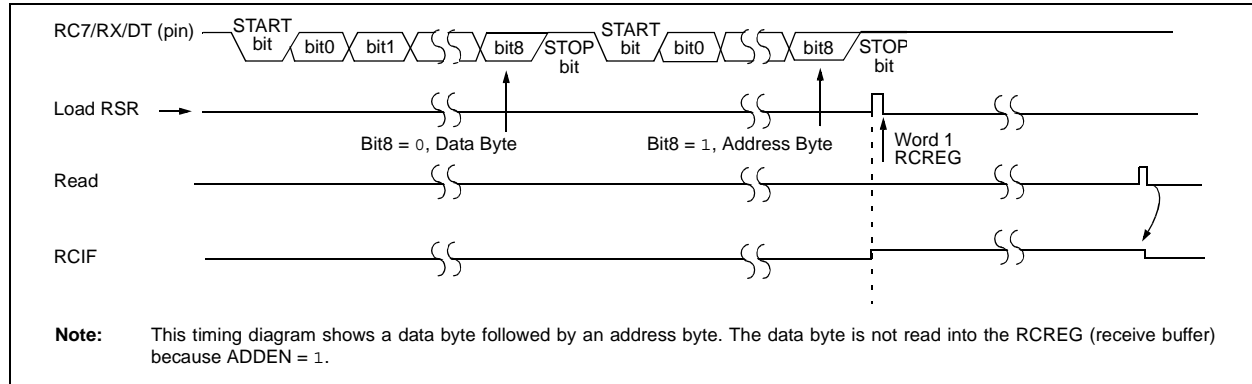 RC7/RX/DT (pin)
START
bit
bit0
bit1
bit8
STOP
bit
START
bit
bit0
bit8
STOP
bit
Load RSR
Bit8 = 0, Data Byte
Bit8 = 1, Address Byte
Word 1
RCREG
Read
RCIF
Note: This timing diagram shows a data byte followed by an address byte. The data byte is not read into the RCREG (receive buffer)
because ADDEN = 1.